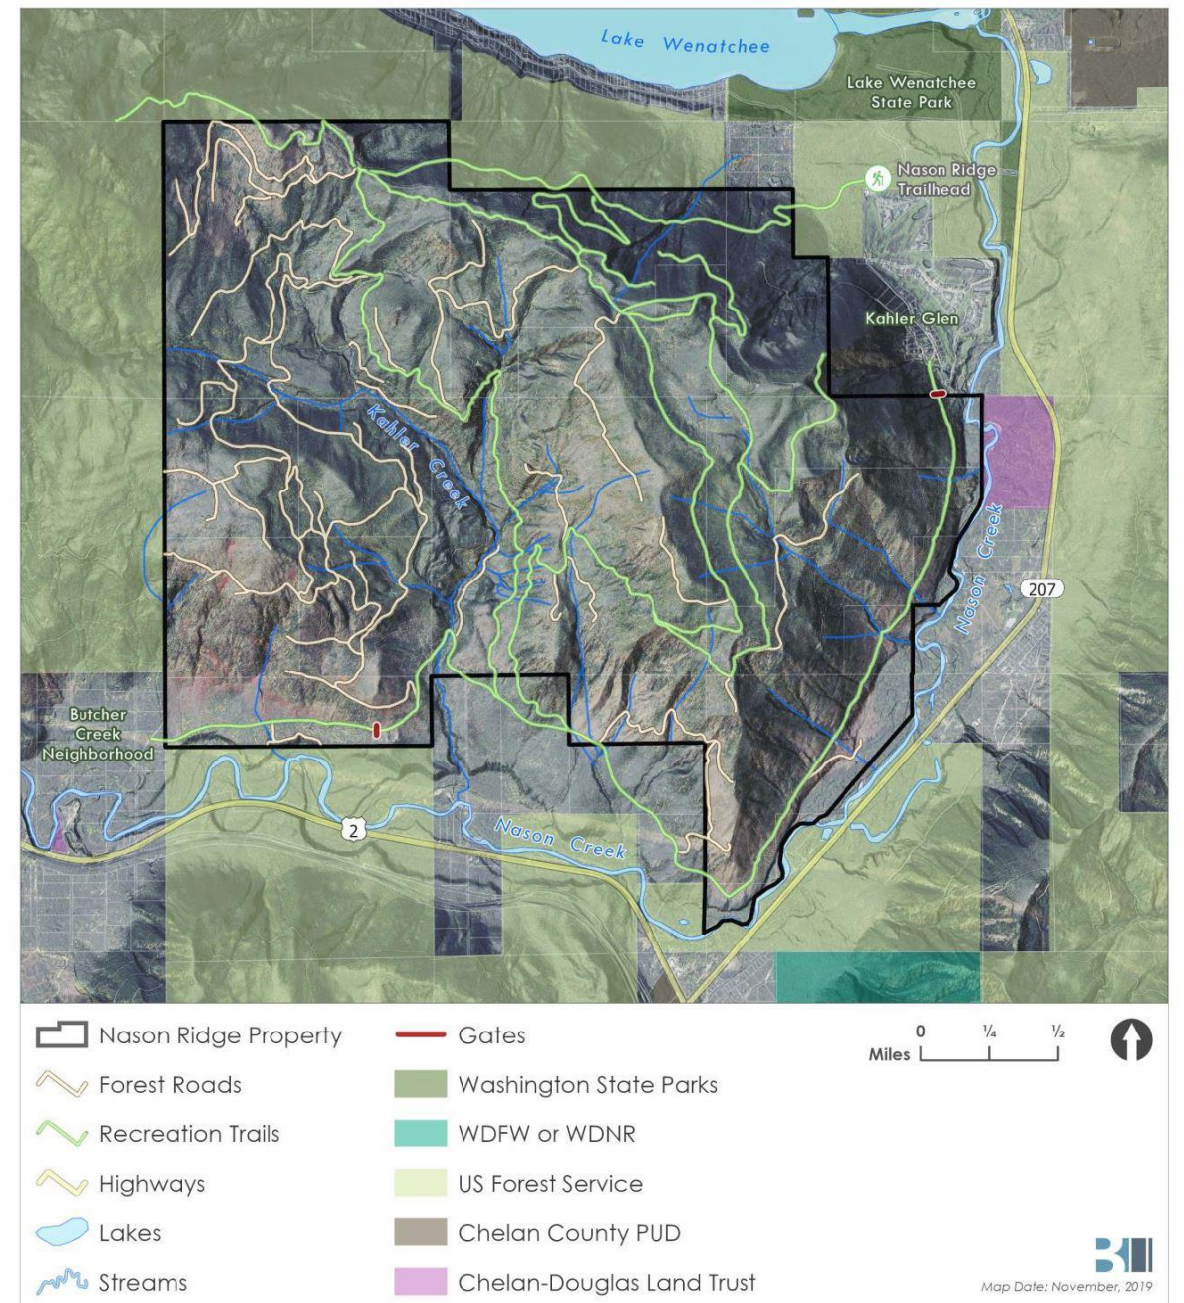 Lake Wenatchee
Lake Wenatchee
State Park
Nason Ridge
Trailhead
Kahler Glen
Kahler Creek
Nason Creek
207
Butcher
Creek
Neighborhood
2
Nason Creek
Nason Ridge Property
Forest Roads
Recreation Trails
Highways
Lakes
Streams
Gates
Washington State Parks
WDFW or WDNR
US Forest Service
Chelan County PUD
Chelan-Douglas Land Trust
0 ¼ ½
Miles
Map Date: November, 2019